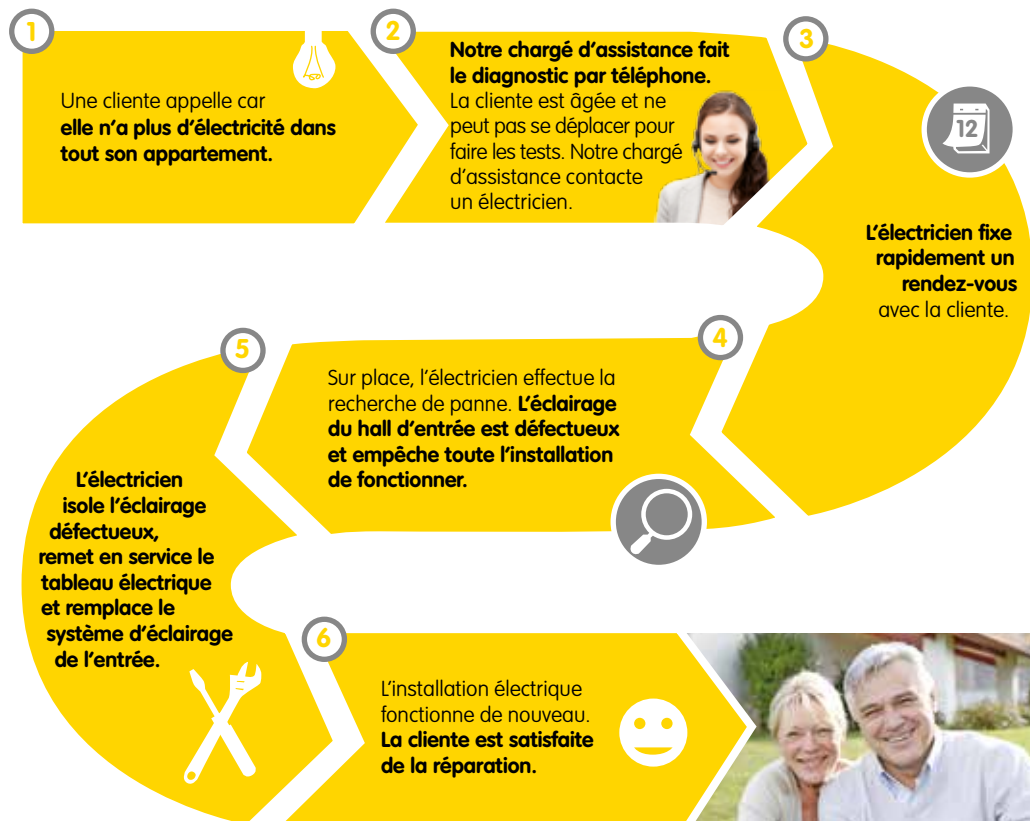 1
Une cliente appelle car
elle n'a plus d'électricité dans
tout son appartement.
2
Notre chargé d'assistance fait
le diagnostic par téléphone.
La cliente est âgée et ne
peut pas se déplacer pour
faire les tests. Notre chargé
d'assistance contacte
un électricien.
3
12
L'électricien fixe
rapidement un
rendez-vous
avec la cliente.
4
Sur place, l'électricien effectue la
recherche de panne. L'éclairage
du hall d'entrée est défectueux
et empêche toute l'installation
de fonctionner.
5
L'électricien
isole l'éclairage
défectueux,
remet en service le
tableau électrique
et remplace le
système d'éclairage
de l'entrée.
6
L'installation électrique
fonctionne de nouveau.
La cliente est satisfaite
de la réparation.